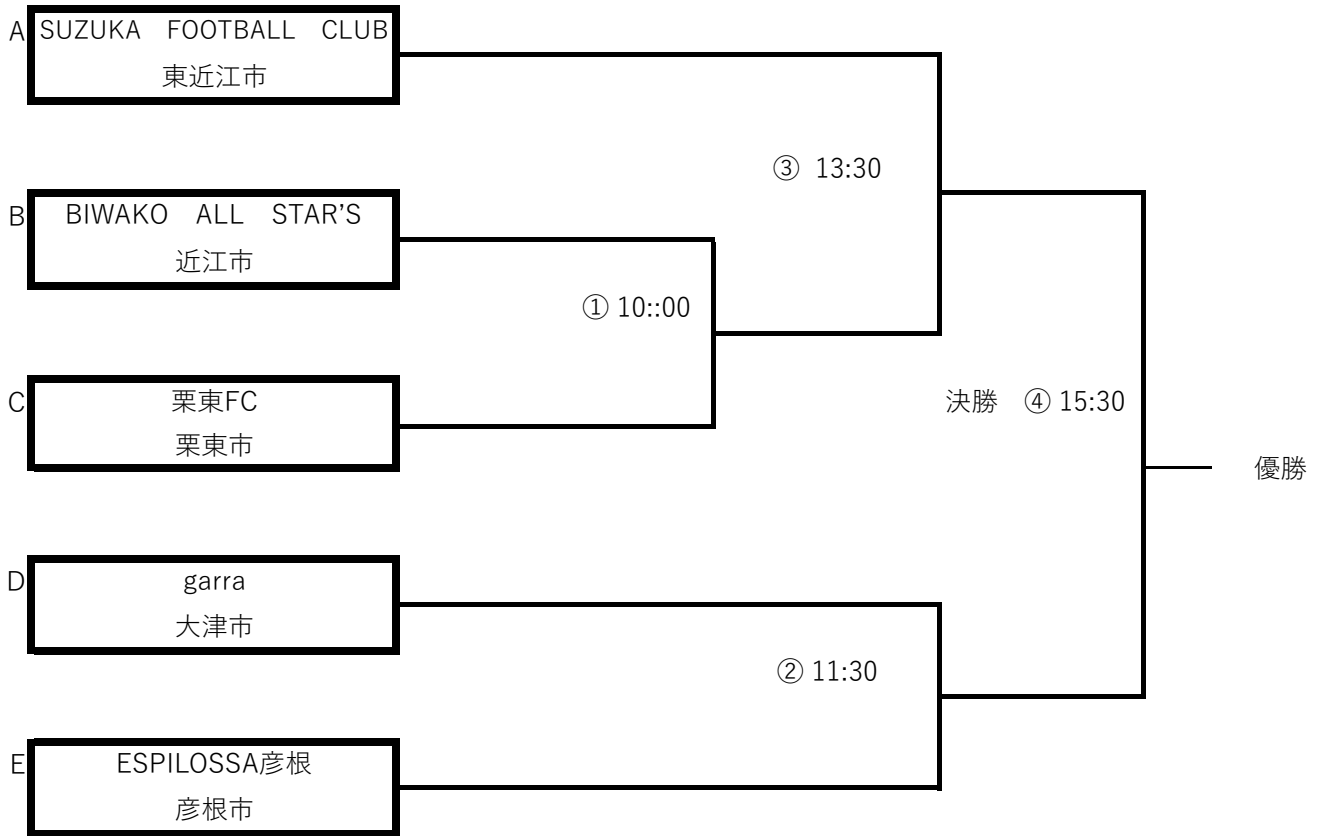 A
SUZUKA　FOOTBALL　CLUB
東近江市
③ 13:30
B
BIWAKO　ALL　STAR’S
近江市
① 10::00
C
栗東FC
栗東市
決勝　④ 15:30
優勝
D
garra
大津市
② 11:30
E
ESPILOSSA彦根
彦根市